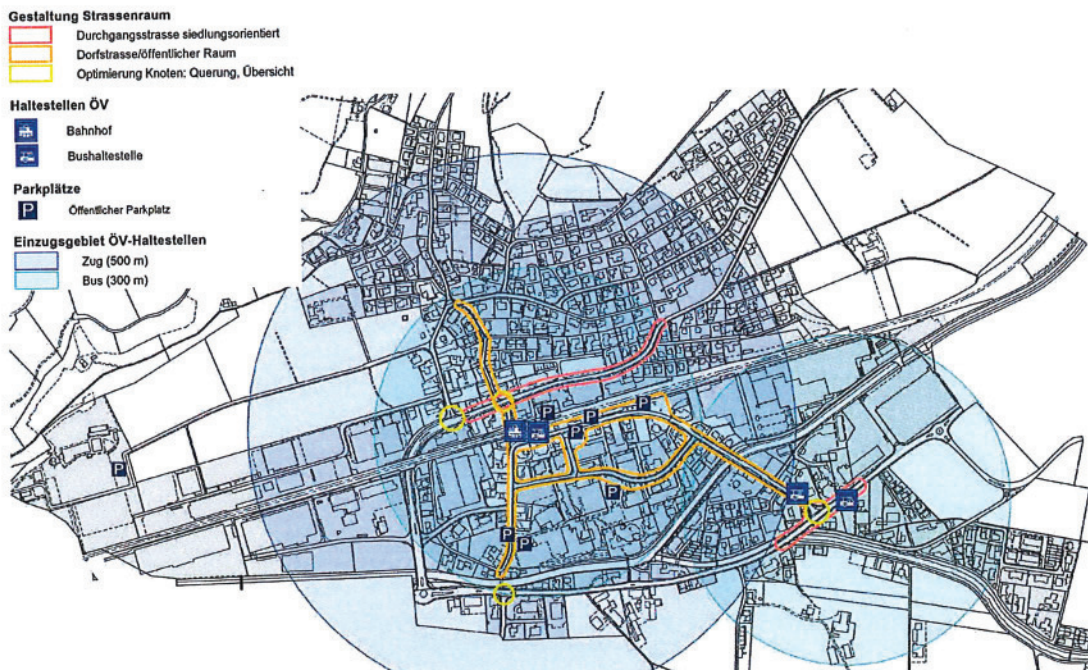 Gestaltung Strassenraum
Durchgangsstrasse siedlungsorientiert
Dorfstrasse/öffentlicher Raum
Optimierung Knoten: Querung, Übersicht
Haltestellen ÖV
Bahnhof
Bushaltestelle
Parkplätze
P Öffentlicher Parkplatz
Einzugsgebiet ÖV-Haltestellen
Zug (500 m)
Bus (300 m)
P
P
P
P
P
P
P
P